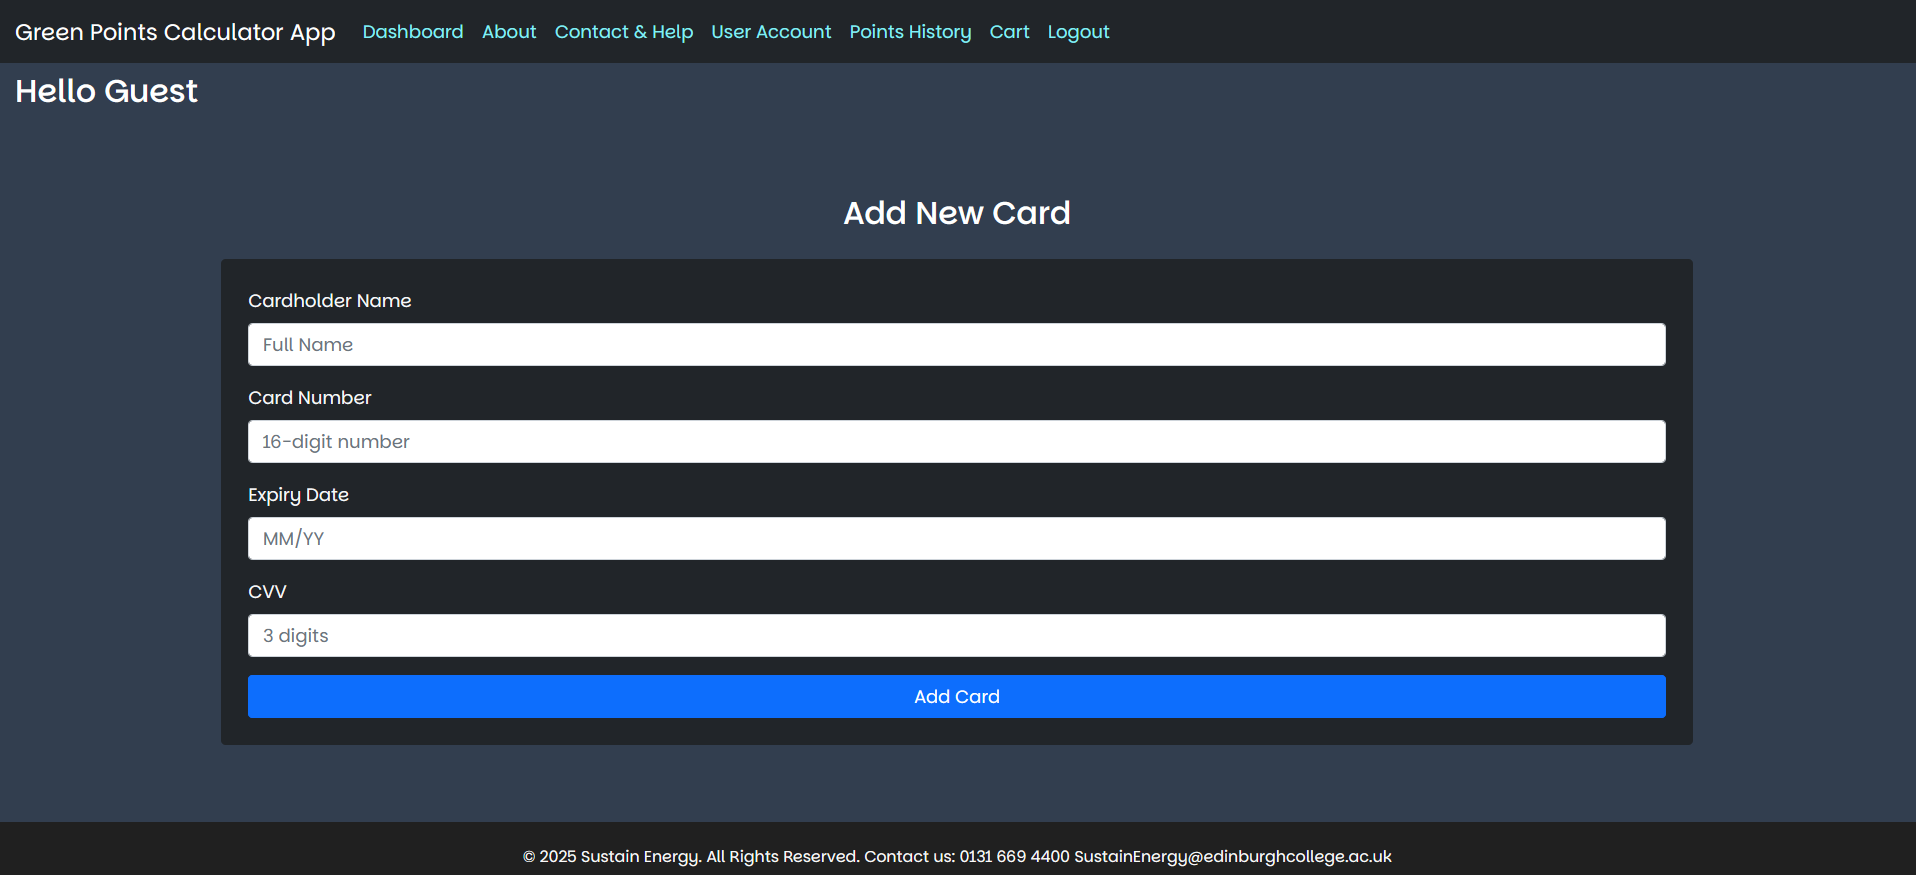 Green Points Calculator App Dashboard About Contact & Help User Account Points History Cart Logout
Hello Guest
Add New Card
Cardholder Name
Full Name
Card Number
16-digit number
Expiry Date
MM/YY
CVV
3 digits
Add Card
© 2025 Sustain Energy. All Rights Reserved. Contact us: 0131 669 4400 SustainEnergy@edinburghcollege.ac.uk